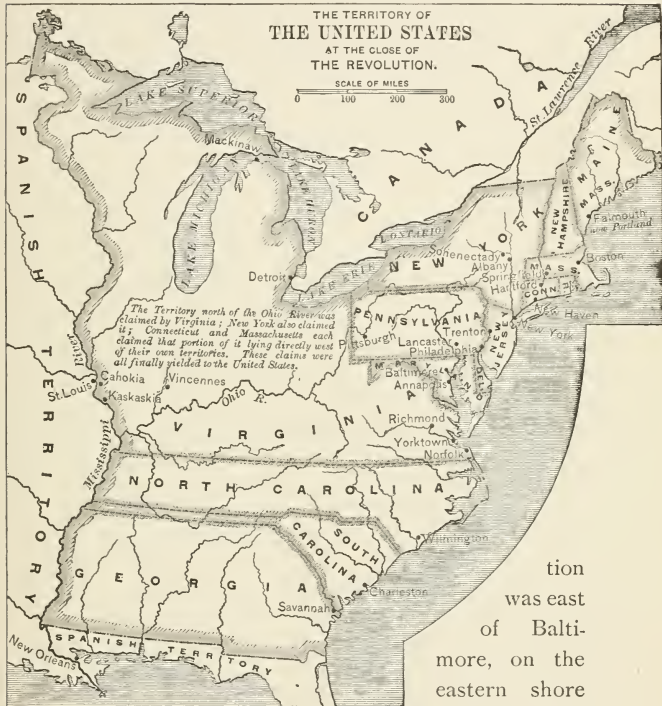 THE TERRITORY OF
THE UNITED STATES
AT THE CLOSE OF
THE REVOLUTION.
SCALE OF MILES
0 100 200 300
SPANISH TERRITORY
CANADA
St. Lawrence River
LAKE SUPERIOR
Mackinaw
LAKE MICHIGAN
LAKE HURON
ONTARIO
LAKE ERIE
Detroit
MAINE
MASS.
NEW HAMPSHIRE
Falmouth
now Portland
NEW YORK
Schenectady
Albany
Boston
MASS.
Springfield
Hartford
CONN.
New Haven
New York
PENNSYLVANIA
Pittsburgh
Lancaster
Trenton
Philadelphia
NEW JERSEY
MARYLAND
Baltimore
Annapolis
DEL.
The Territory north of the Ohio River was
claimed by Virginia; New York also claimed
it; Connecticut and Massachusetts each
claimed that portion of it lying directly west
of their own territories. These claims were
all finally yielded to the United States.
Cahokia
Vincennes
St. Louis
Kaskaskia
Ohio R.
Mississippi River
VIRGINIA
Richmond
Yorktown
Norfolk
NORTH CAROLINA
Wilmington
SOUTH CAROLINA
Charleston
GEORGIA
Savannah
SPANISH TERRITORY
New Orleans
tion
was east
of Balti-
more, on the
eastern shore